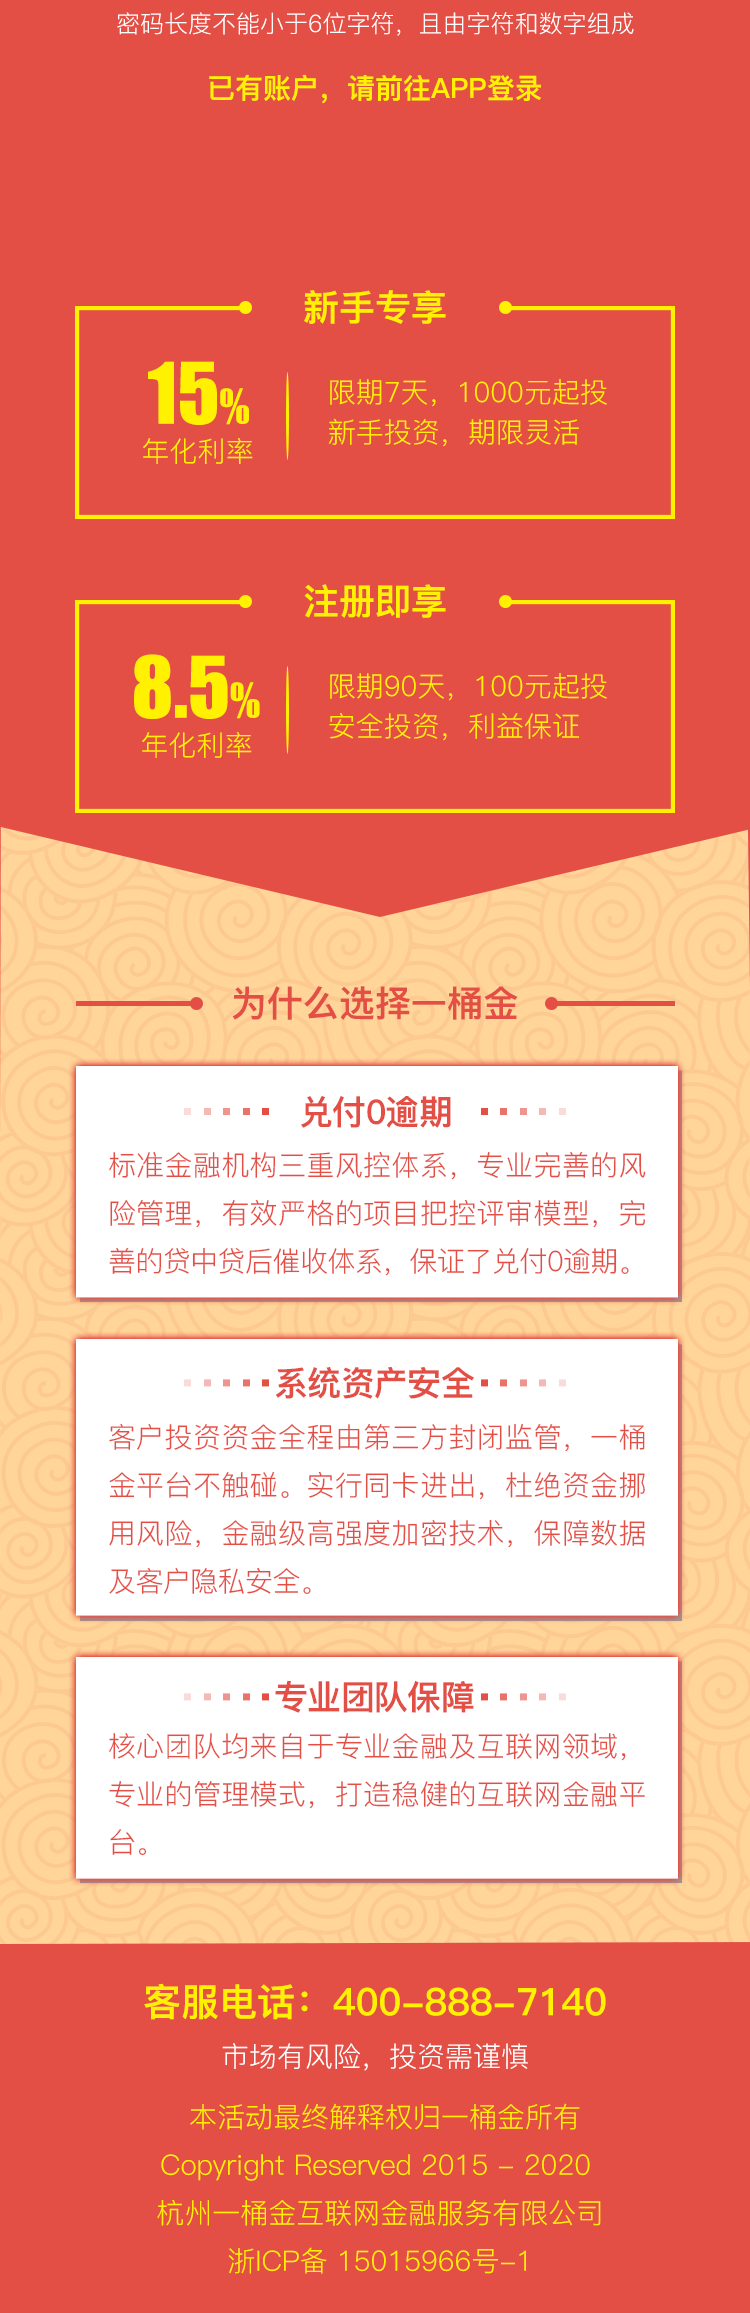 密码长度不能小于6位字符，且由字符和数字组成
已有账户，请前往APP登录
新手专享
15%
年化利率
限期7天，1000元起投
新手投资，期限灵活
注册即享
8.5%
年化利率
限期90天，100元起投
安全投资，利益保证
为什么选择一桶金
兑付0逾期
标准金融机构三重风控体系，专业完善的风
险管理，有效严格的项目把控评审模型，完
善的贷中贷后催收体系，保证了兑付0逾期。
系统资产安全
客户投资资金全程由第三方封闭监管，一桶
金平台不触碰。实行同卡进出，杜绝资金挪
用风险，金融级高强度加密技术，保障数据
及客户隐私安全。
专业团队保障
核心团队均来自于专业金融及互联网领域，
专业的管理模式，打造稳健的互联网金融平
台。
客服电话：400-888-7140
市场有风险，投资需谨慎
本活动最终解释权归一桶金所有
Copyright Reserved 2015 - 2020
杭州一桶金互联网金融服务有限公司
浙ICP备 15015966号-1